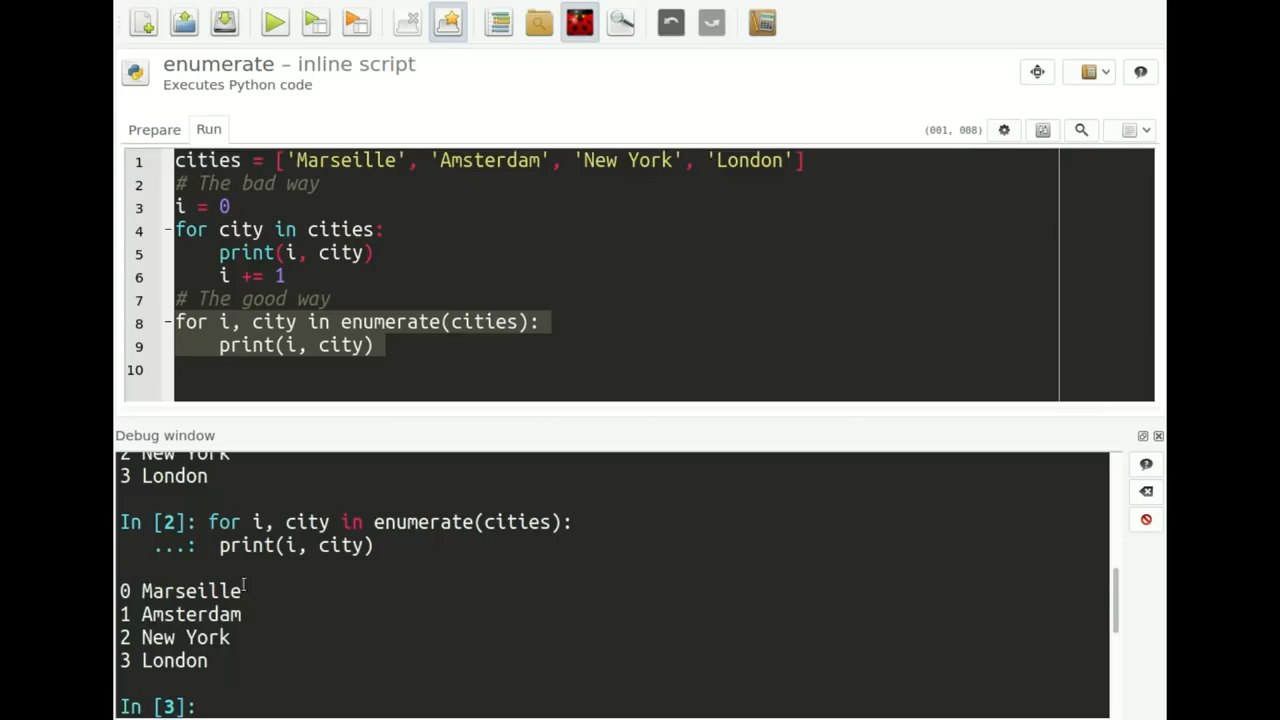 enumerate – inline script
Executes Python code
Prepare Run (001, 008)
1 cities = ['Marseille', 'Amsterdam', 'New York', 'London']
2 # The bad way
3 i = 0
4 for city in cities:
5 print(i, city)
6 i += 1
7 # The good way
8 for i, city in enumerate(cities):
9 print(i, city)
10
Debug window
2 New York
3 London
In [2]: for i, city in enumerate(cities):
...: print(i, city)
0 Marseille
1 Amsterdam
2 New York
3 London
In [3]: